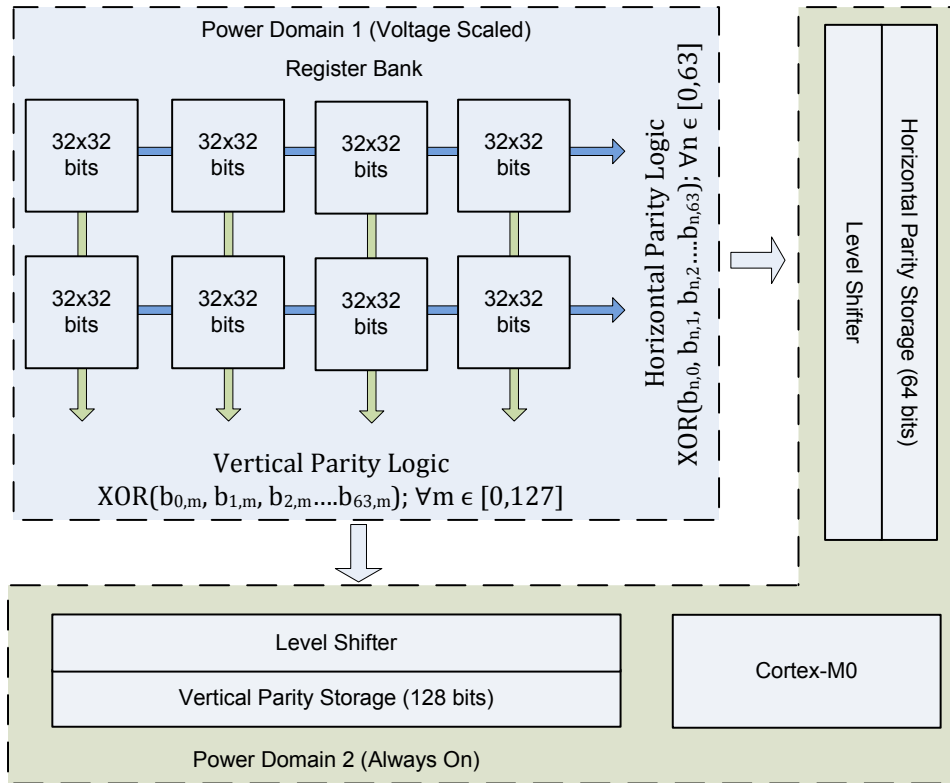 Power Domain 1 (Voltage Scaled)
Register Bank
32x32
bits
32x32
bits
32x32
bits
32x32
bits
32x32
bits
32x32
bits
32x32
bits
32x32
bits
Horizontal Parity Logic
XOR(bn,0, bn,1, bn,2....bn,63); ∀n ϵ [0,63]
Vertical Parity Logic
XOR(b0,m, b1,m, b2,m....b63,m); ∀m ϵ [0,127]
Level Shifter
Horizontal Parity
Storage (64 bits)
Level Shifter
Vertical Parity Storage (128 bits)
Cortex-M0
Power Domain 2 (Always On)